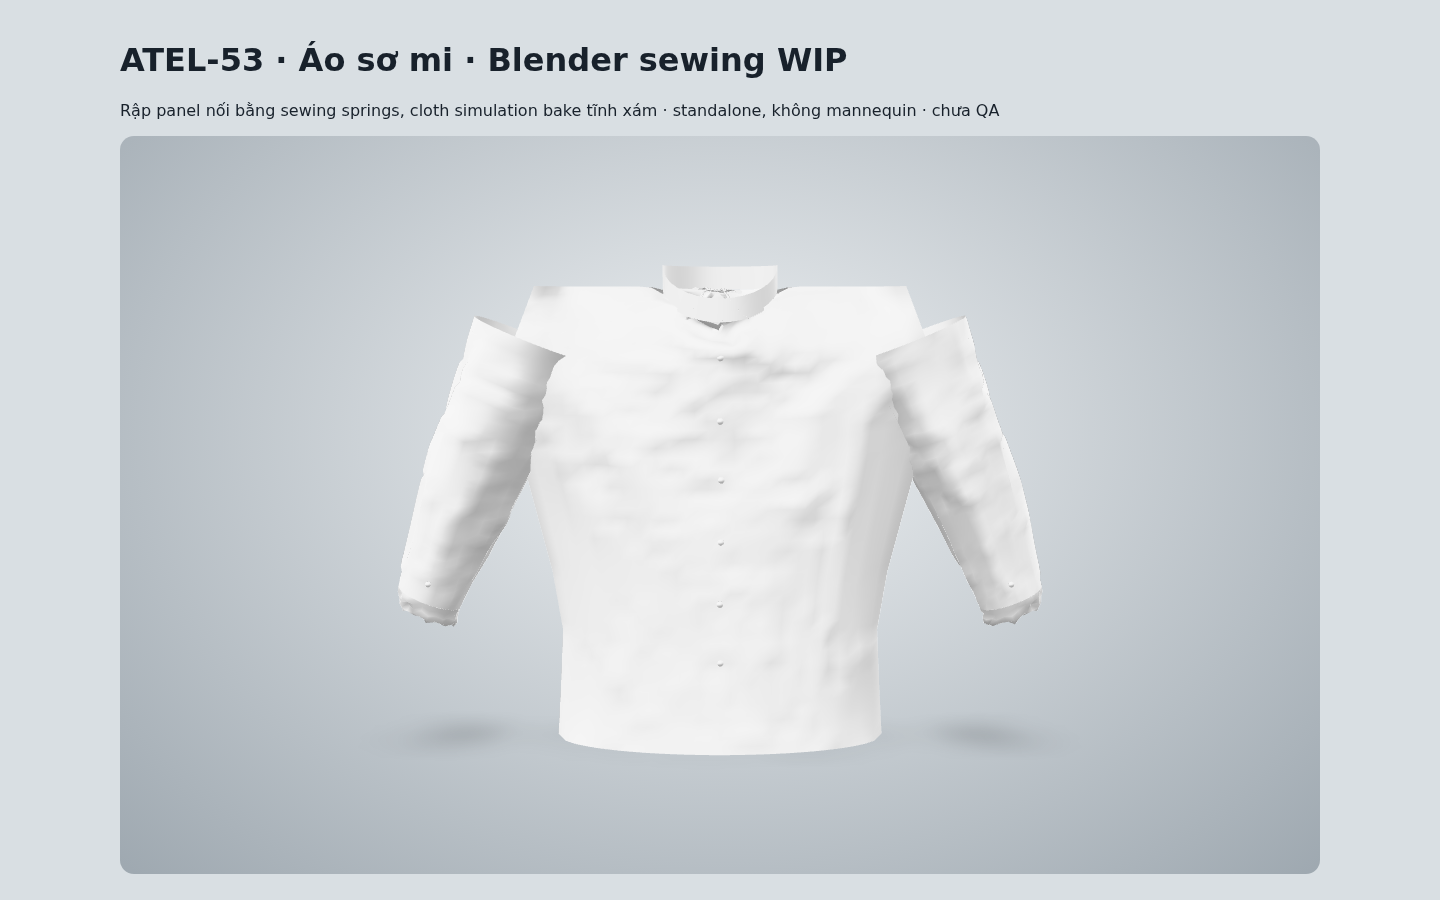 ATEL-53 · Áo sơ mi · Blender sewing WIP
Rập panel nối bằng sewing springs, cloth simulation bake tĩn xám · standalone, không mannequin · chưa QA